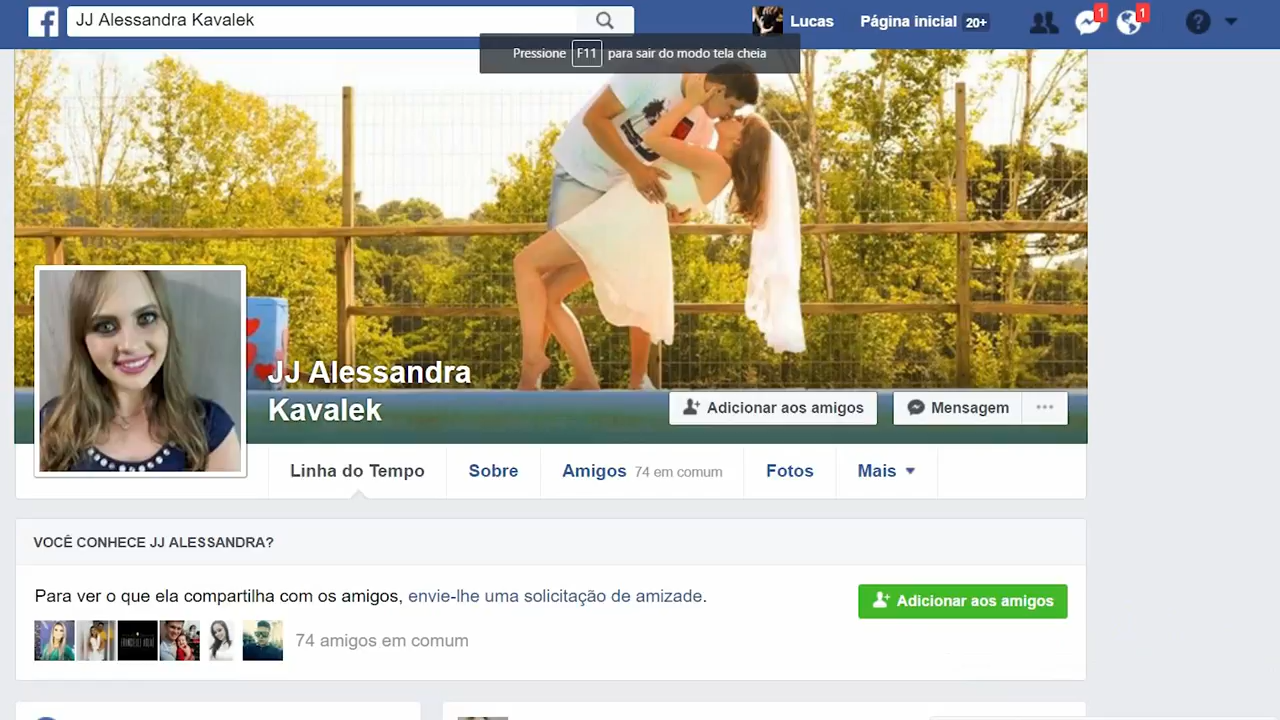 JJ Alessandra Kavalek
Lucas
Página inicial 20+
1
1
?
Pressione F11 para sair do modo tela cheia
JJ Alessandra
Kavalek
Adicionar aos amigos
Mensagem
Linha do Tempo
Sobre
Amigos 74 em comum
Fotos
Mais
VOCÊ CONHECE JJ ALESSANDRA?
Para ver o que ela compartilha com os amigos, envie-lhe uma solicitação de amizade.
Adicionar aos amigos
74 amigos em comum